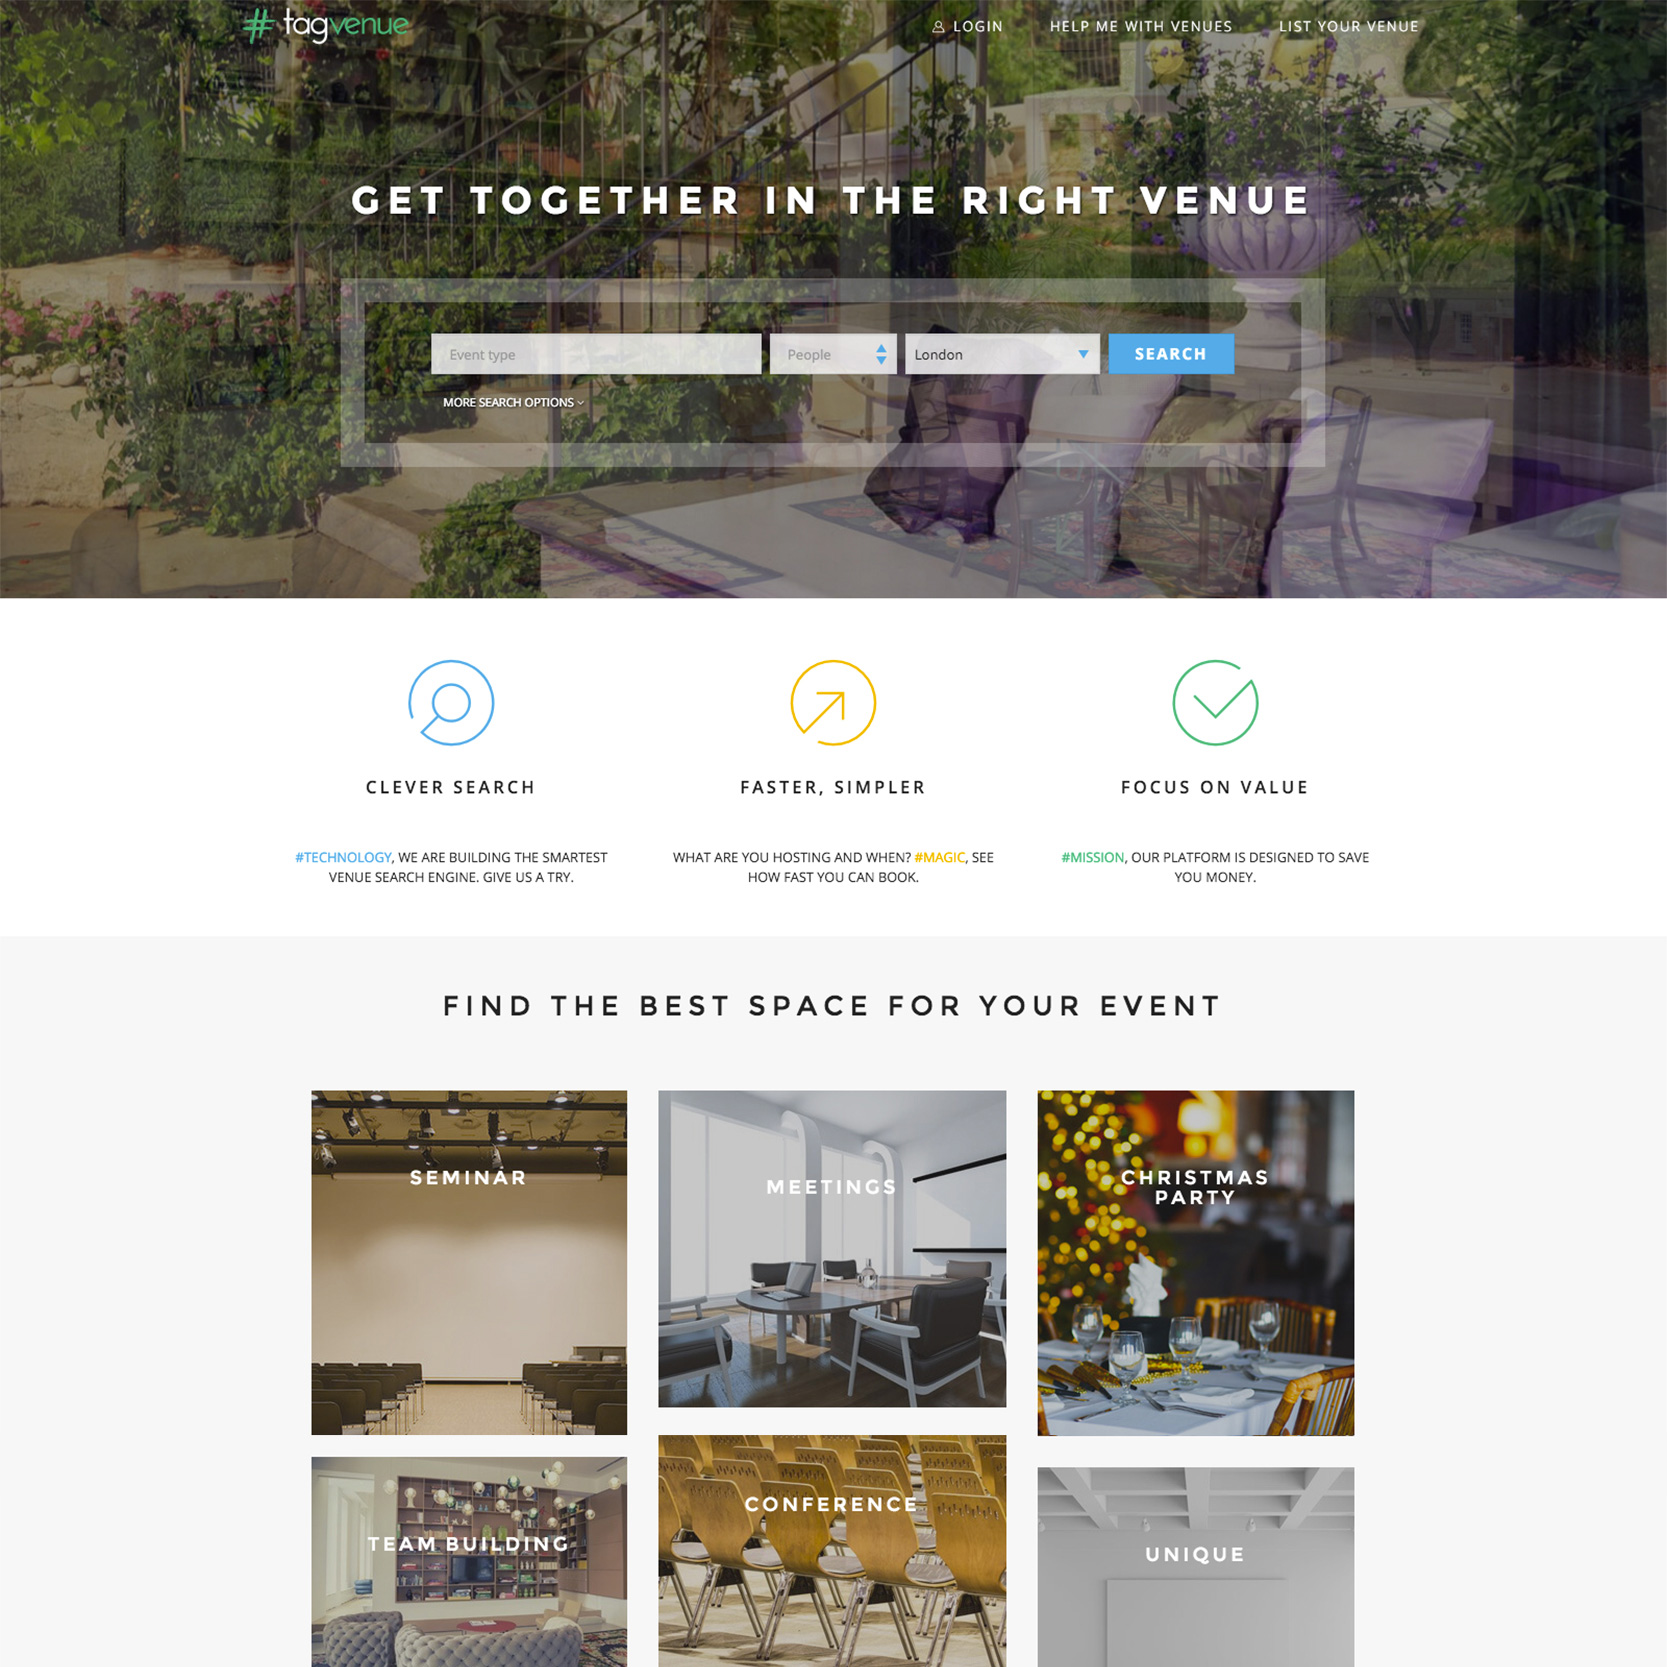 # tagvenue
LOGIN
HELP ME WITH VENUES
LIST YOUR VENUE
GET TOGETHER IN THE RIGHT VENUE
Event type
People
London
SEARCH
MORE SEARCH OPTIONS
CLEVER SEARCH
#TECHNOLOGY, WE ARE BUILDING THE SMARTEST
VENUE SEARCH ENGINE. GIVE US A TRY.
FASTER, SIMPLER
WHAT ARE YOU HOSTING AND WHEN? #MAGIC, SEE
HOW FAST YOU CAN BOOK.
FOCUS ON VALUE
#MISSION, OUR PLATFORM IS DESIGNED TO SAVE
YOU MONEY.
FIND THE BEST SPACE FOR YOUR EVENT
SEMINAR
MEETINGS
CHRISTMAS
PARTY
TEAM BUILDING
CONFERENCE
UNIQUE